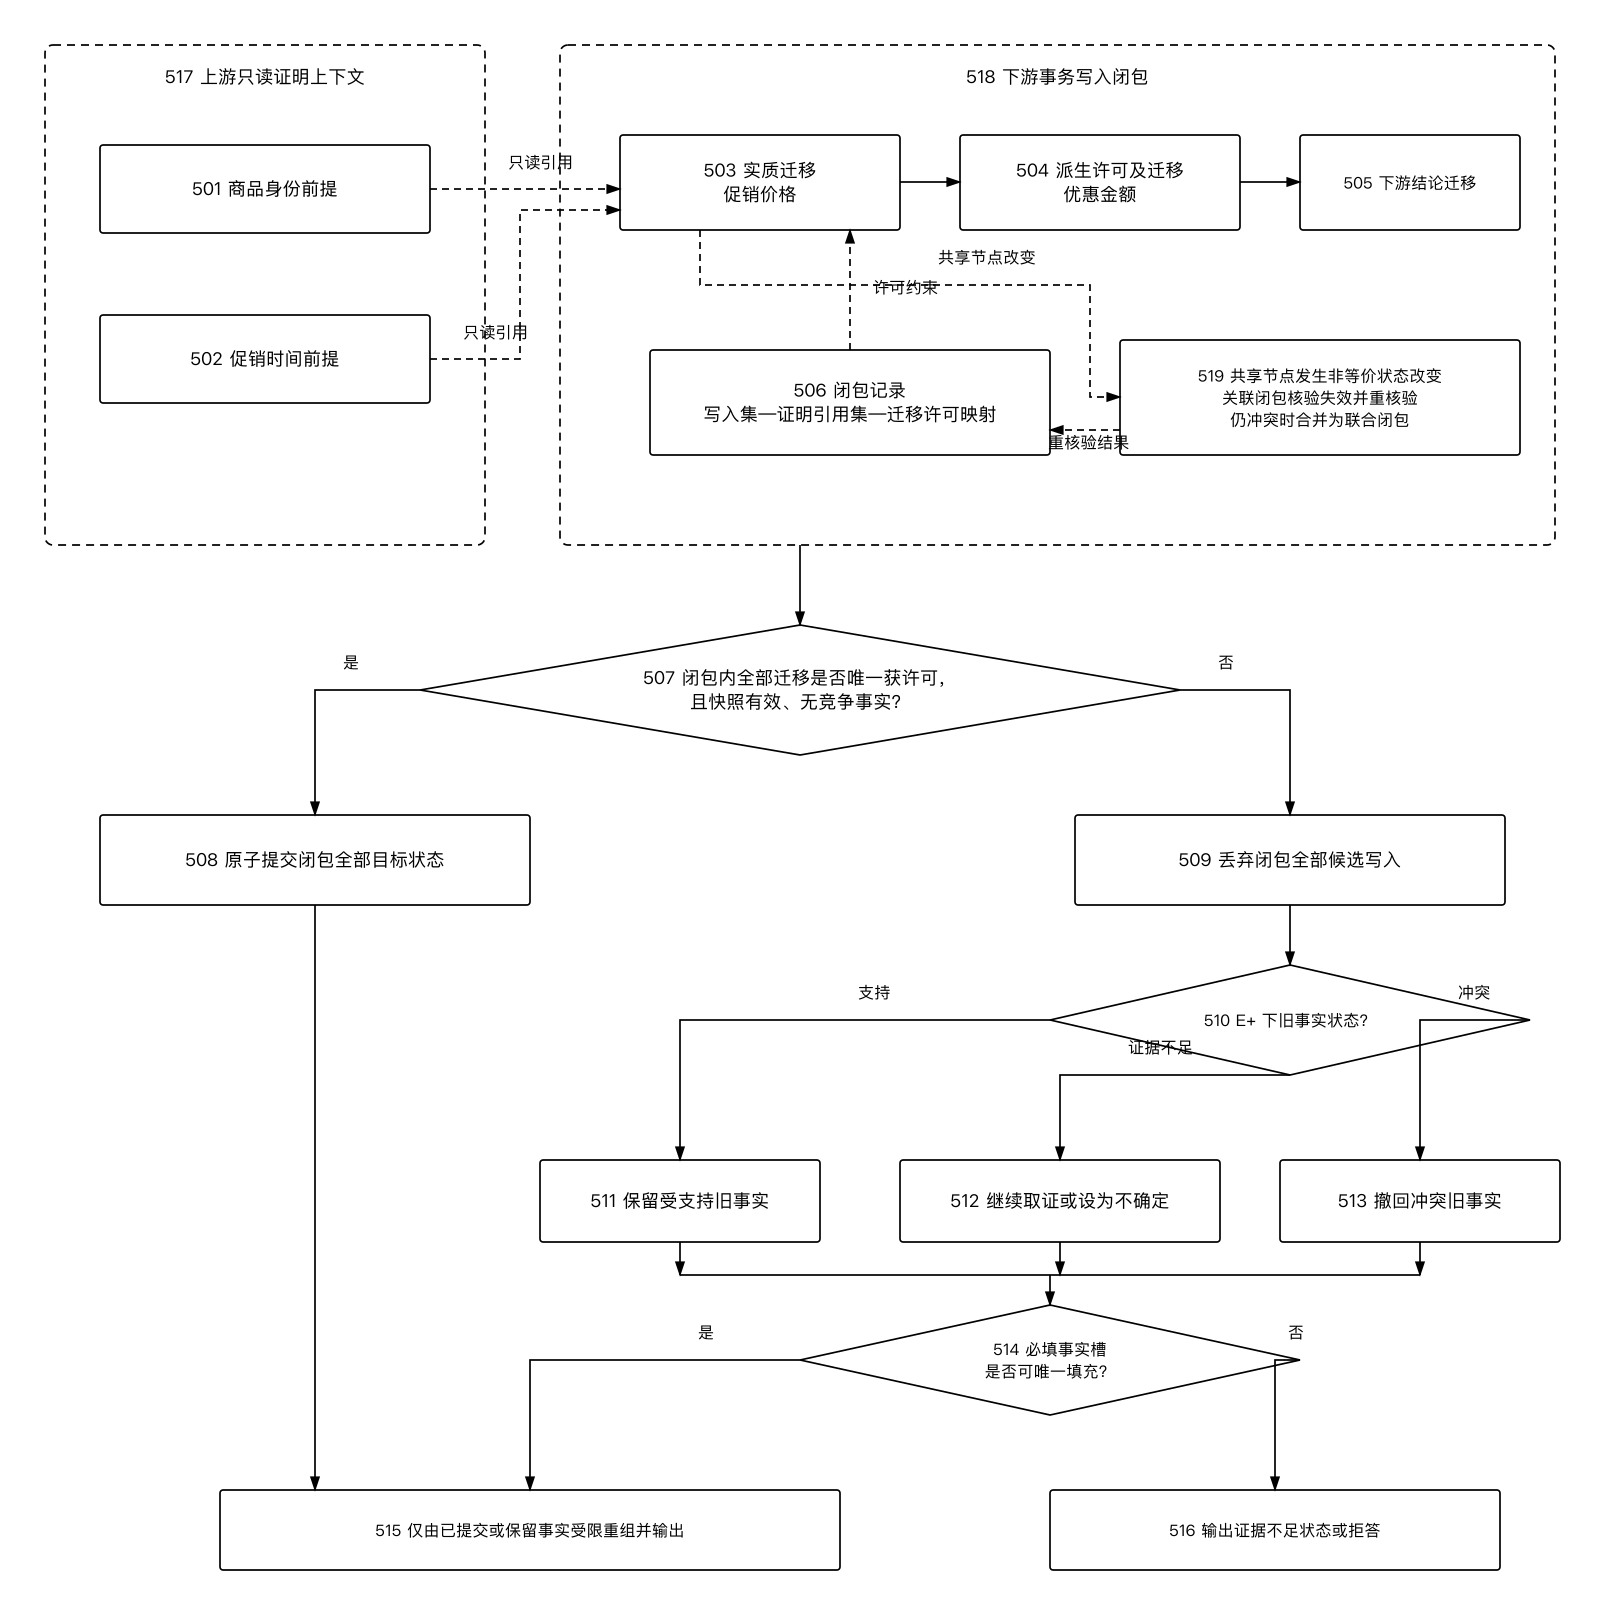 517 上游只读证明上下文
518 下游事务写入闭包
501 商品身份前提
只读引用
503 实质迁移
促销价格
504 派生许可及迁移
优惠金额
505 下游结论迁移
共享节点改变
许可约束
502 促销时间前提
只读引用
506 闭包记录
写入集—证明引用集—迁移许可映射
519 共享节点发生非等价状态改变
关联闭包核验失效并重核验
仍冲突时合并为联合闭包
重核验结果
507 闭包内全部迁移是否唯一获许可,
且快照有效、无竞争事实?
是
否
508 原子提交闭包全部目标状态
509 丢弃闭包全部候选写入
支持
冲突
510 E+ 下旧事实状态?
证据不足
511 保留受支持旧事实
512 继续取证或设为不确定
513 撤回冲突旧事实
是
否
514 必填事实槽
是否可唯一填充?
515 仅由已提交或保留事实受限重组并输出
516 输出证据不足状态或拒答